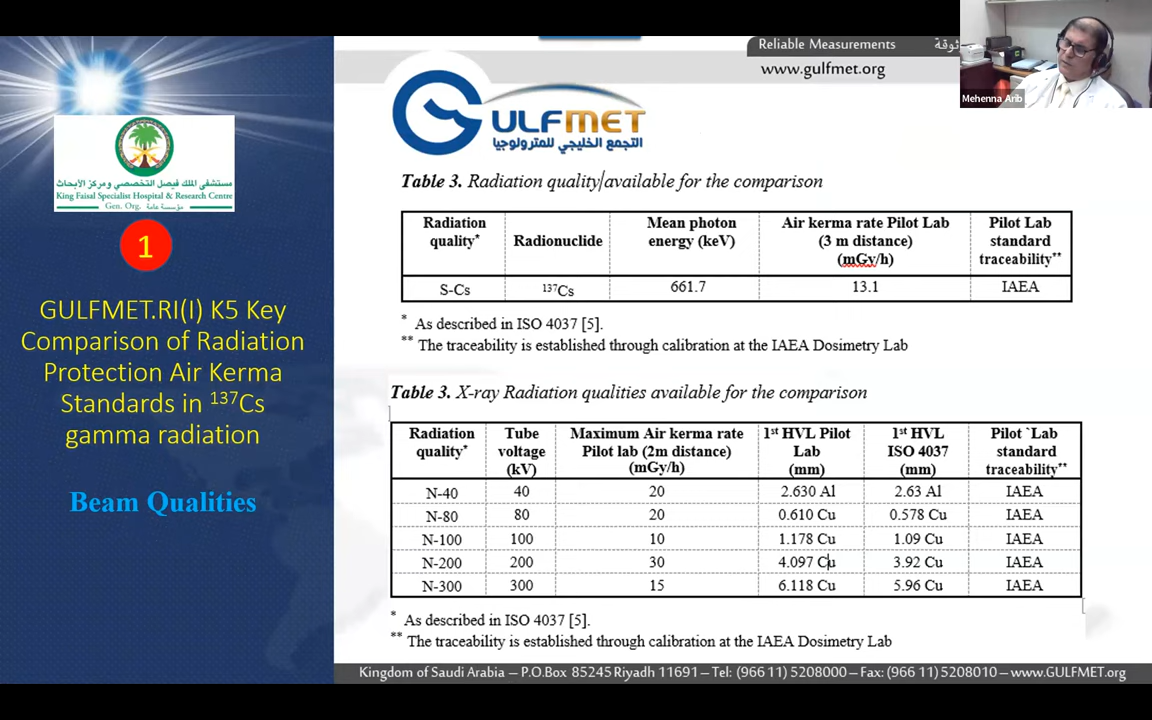 Reliable Measurements
ـوثوقة
www.gulfmet.org
Mehenna Arib
GULFMET
التجمع الخليجي للمترولوجيا
مستشفى الملك فيصل التخصصي ومركز الأبحاث
King Faisal Specialist Hospital & Research Centre
Gen. Org. مؤسسة عامة
1
GULFMET.RI(I) K5 Key
Comparison of Radiation
Protection Air Kerma
Standards in ¹³⁷Cs
gamma radiation
Beam Qualities
Table 3. Radiation quality available for the comparison
Radiation quality* Radionuclide Mean photon energy (keV) Air kerma rate Pilot Lab (3 m distance) (mGy/h) Pilot Lab standard traceability**
S-Cs ¹³⁷Cs 661.7 13.1 IAEA
* As described in ISO 4037 [5].
** The traceability is established through calibration at the IAEA Dosimetry Lab
Table 3. X-ray Radiation qualities available for the comparison
Radiation quality* Tube voltage (kV) Maximum Air kerma rate Pilot lab (2m distance) (mGy/h) 1st HVL Pilot Lab (mm) 1st HVL ISO 4037 (mm) Pilot `Lab standard traceability**
N-40 40 20 2.630 Al 2.63 Al IAEA
N-80 80 20 0.610 Cu 0.578 Cu IAEA
N-100 100 10 1.178 Cu 1.09 Cu IAEA
N-200 200 30 4.097 Cu 3.92 Cu IAEA
N-300 300 15 6.118 Cu 5.96 Cu IAEA
* As described in ISO 4037 [5].
** The traceability is established through calibration at the IAEA Dosimetry Lab
Kingdom of Saudi Arabia – P.O.Box 85245 Riyadh 11691 – Tel: (966 11) 5208000 – Fax: (966 11) 5208010 – www.GULFMET.org